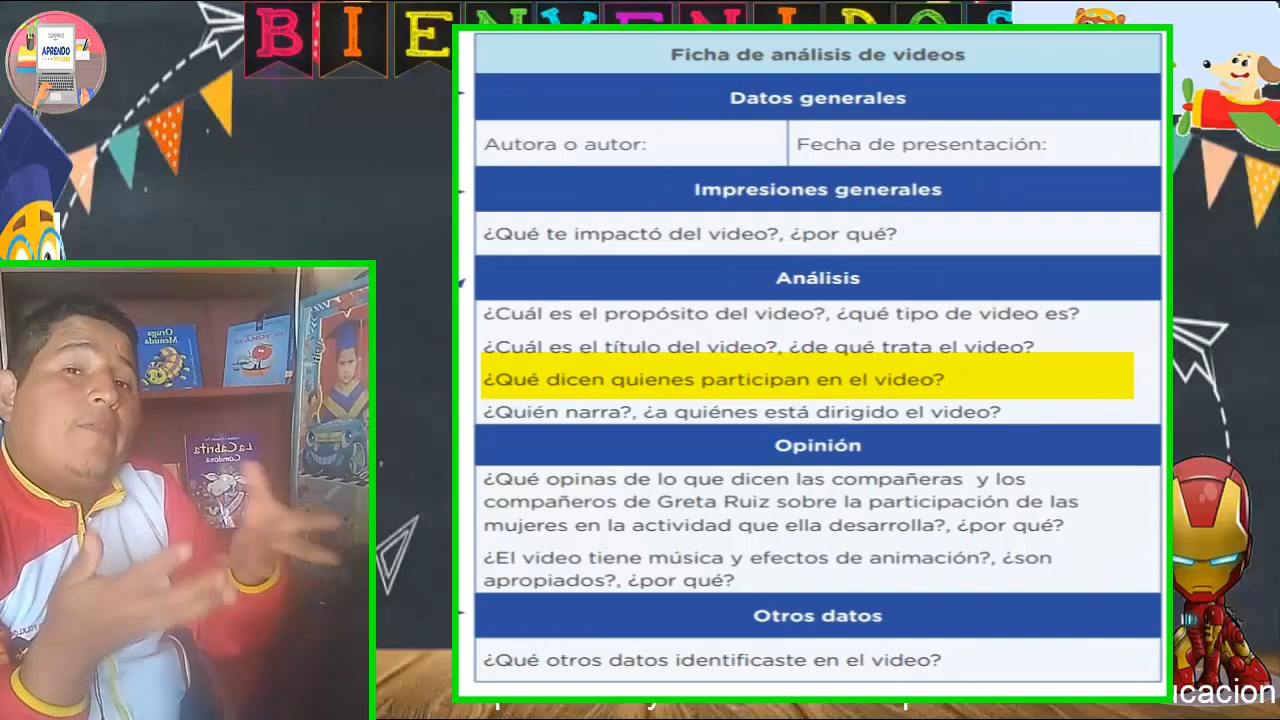 BIENVENIDOS
APRENDO
Ficha de análisis de videos
Datos generales
Autora o autor:
Fecha de presentación:
Impresiones generales
¿Qué te impactó del video?, ¿por qué?
Análisis
¿Cuál es el propósito del video?, ¿qué tipo de video es?
¿Cuál es el título del video?, ¿de qué trata el video?
¿Qué dicen quienes participan en el video?
¿Quién narra?, ¿a quiénes está dirigido el video?
Opinión
¿Qué opinas de lo que dicen las compañeras y los
compañeros de Greta Ruiz sobre la participación de las
mujeres en la actividad que ella desarrolla?, ¿por qué?
¿El video tiene música y efectos de animación?, ¿son
apropiados?, ¿por qué?
Otros datos
¿Qué otros datos identificaste en el video?
Oruga
Menuda
La Cabrita
Comilona
ucacion